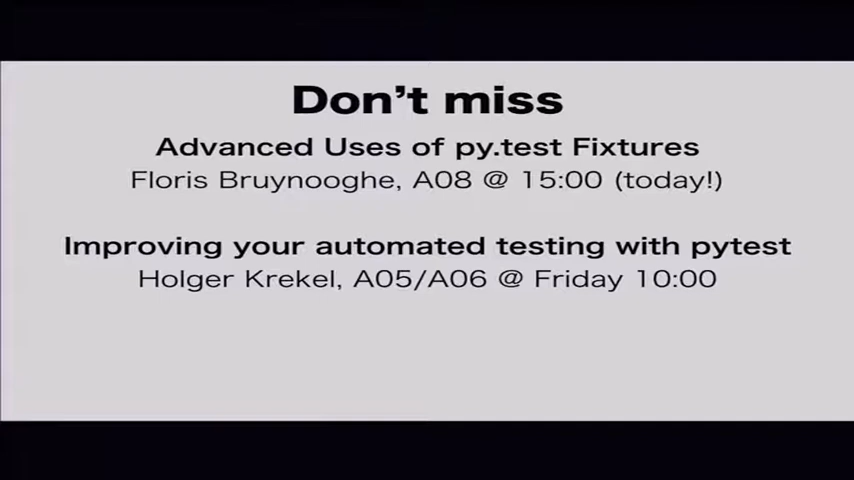 Don't miss
Advanced Uses of py.test Fixtures
Floris Bruynooghe, A08 @ 15:00 (today!)
Improving your automated testing with pytest
Holger Krekel, A05/A06 @ Friday 10:00